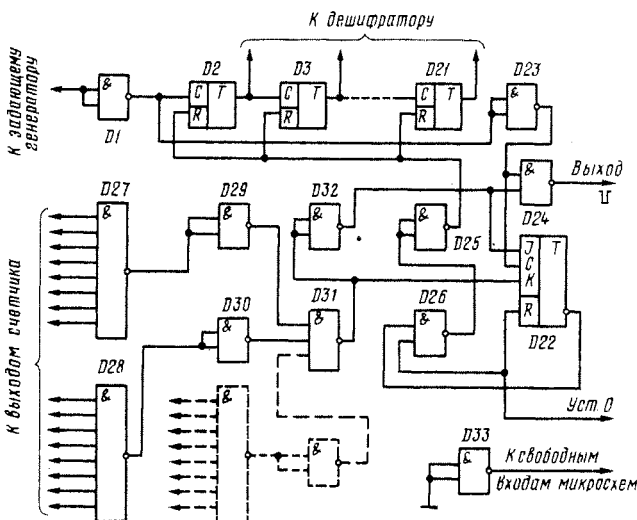 К дешифратору
К задающему генератору
D1
&
D2
C T
R
D3
C T
R
D21
C T
R
D23
&
D24
&
Выход
D27
&
D29
&
D32
&
D25
&
D22
J T
C
K
R
D30
&
D31
&
D26
&
Уст. 0
К выходом счетчика
D28
&
&
&
D33
&
К свободным
входам микросхем